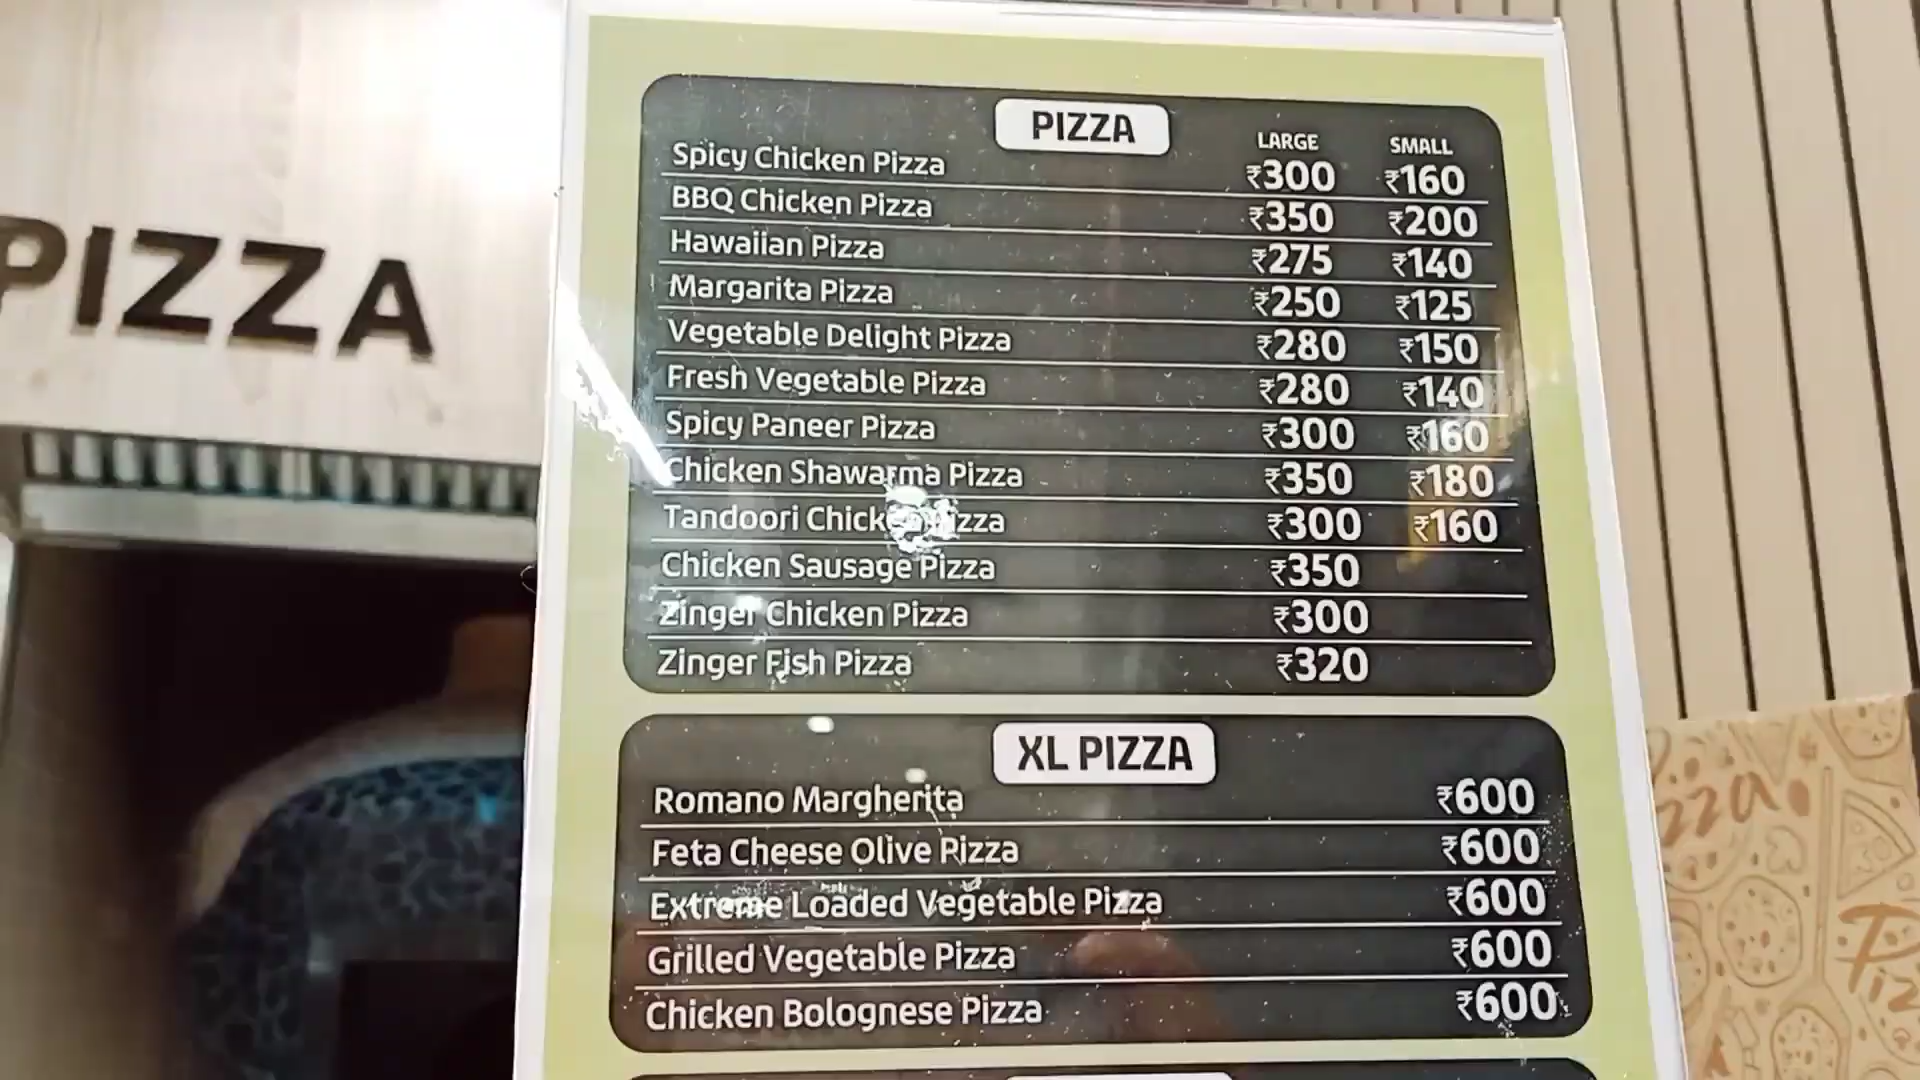 PIZZA
PIZZA
LARGE SMALL
Spicy Chicken Pizza ₹300 ₹160
BBQ Chicken Pizza ₹350 ₹200
Hawaiian Pizza ₹275 ₹140
Margarita Pizza ₹250 ₹125
Vegetable Delight Pizza ₹280 ₹150
Fresh Vegetable Pizza ₹280 ₹140
Spicy Paneer Pizza ₹300 ₹160
Chicken Shawarma Pizza ₹350 ₹180
Tandoori Chicken Pizza ₹300 ₹160
Chicken Sausage Pizza ₹350
Zinger Chicken Pizza ₹300
Zinger Fish Pizza ₹320
XL PIZZA
Romano Margherita ₹600
Feta Cheese Olive Pizza ₹600
Extreme Loaded Vegetable Pizza ₹600
Grilled Vegetable Pizza ₹600
Chicken Bolognese Pizza ₹600